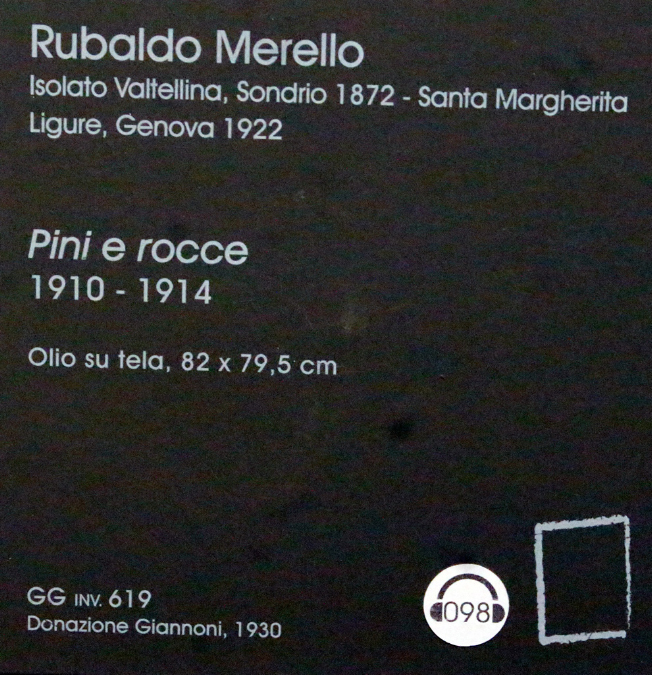 Rubaldo Merello
Isolato Valtellina, Sondrio 1872 - Santa Margherita
Ligure, Genova 1922
Pini e rocce
1910 - 1914
Olio su tela, 82 x 79,5 cm
GG INV. 619
Donazione Giannoni, 1930
098